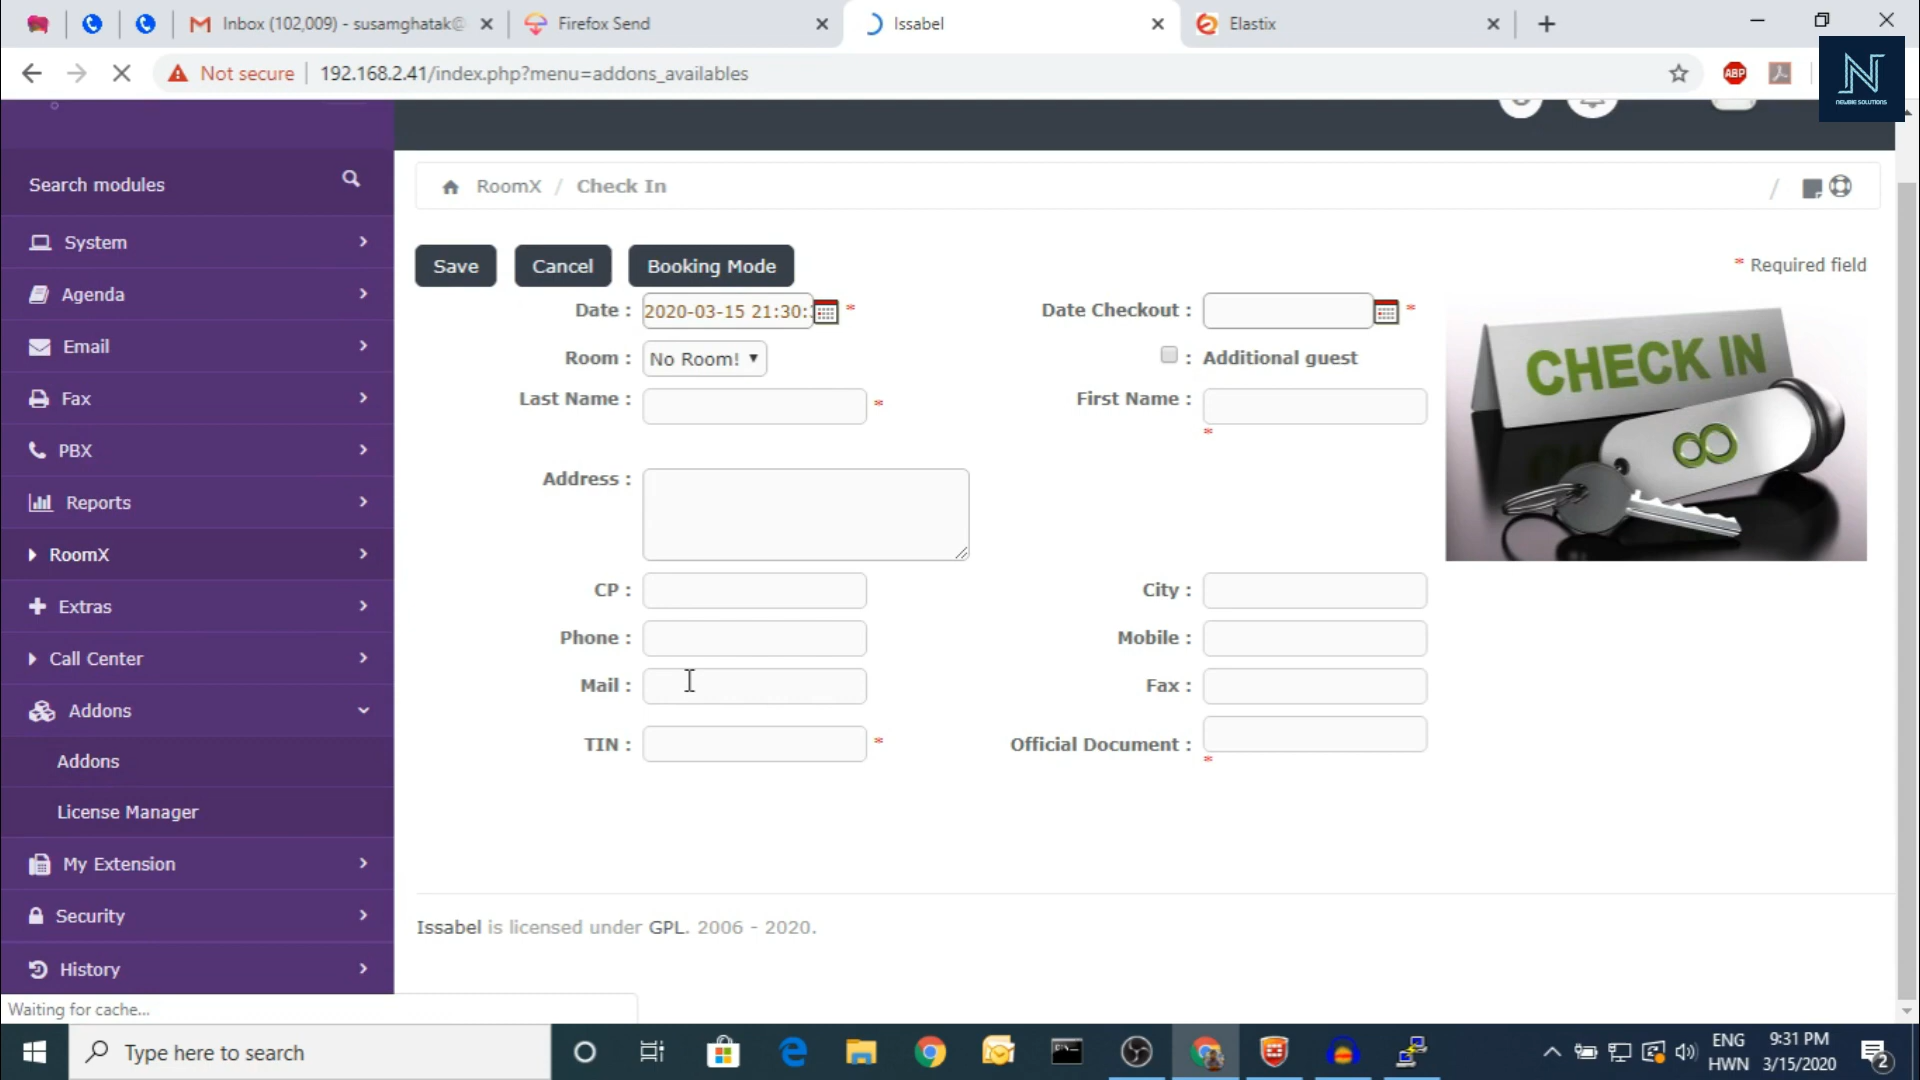 Inbox (102,009) - susamghatak@
Firefox Send
Issabel
Elastix
Not secure
192.168.2.41/index.php?menu=addons_availables
ABP
N
NEWBIE SOLUTIONS
Search modules
RoomX / Check In /
System
Agenda
Email
Fax
PBX
Reports
RoomX
Extras
Call Center
Addons
Addons
License Manager
My Extension
Security
History
Save
Cancel
Booking Mode
* Required field
Date : 2020-03-15 21:30: *
Date Checkout : *
Room : No Room!
: Additional guest
Last Name : *
First Name :
*
Address :
CP :
City :
Phone :
Mobile :
Mail :
Fax :
TIN : *
Official Document :
*
CHECK IN
Issabel is licensed under GPL. 2006 - 2020.
Waiting for cache...
Type here to search
ENG
HWN
9:31 PM
3/15/2020
2